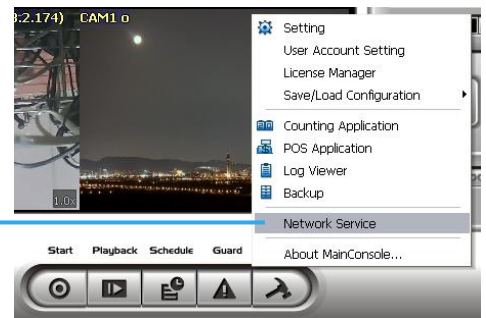 3.2.174) CAM1 o
1.0x
Setting
User Account Setting
License Manager
Save/Load Configuration
Counting Application
POS Application
Log Viewer
Backup
Network Service
About MainConsole...
Start Playback Schedule Guard